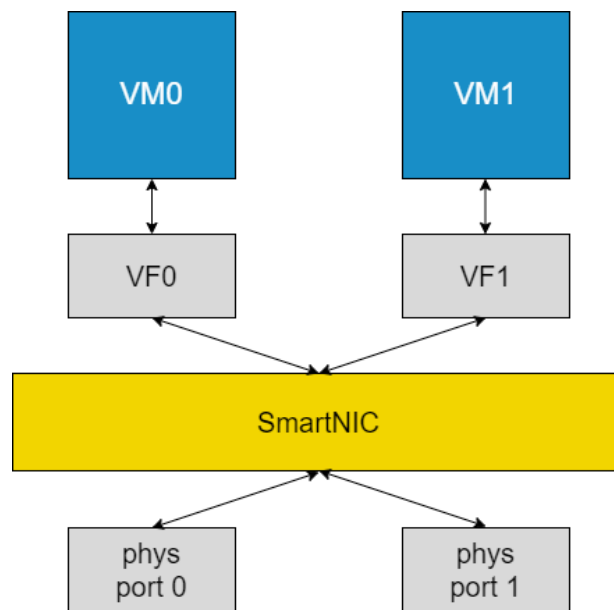 VM0
VM1
VF0
VF1
SmartNIC
phys
port 0
phys
port 1